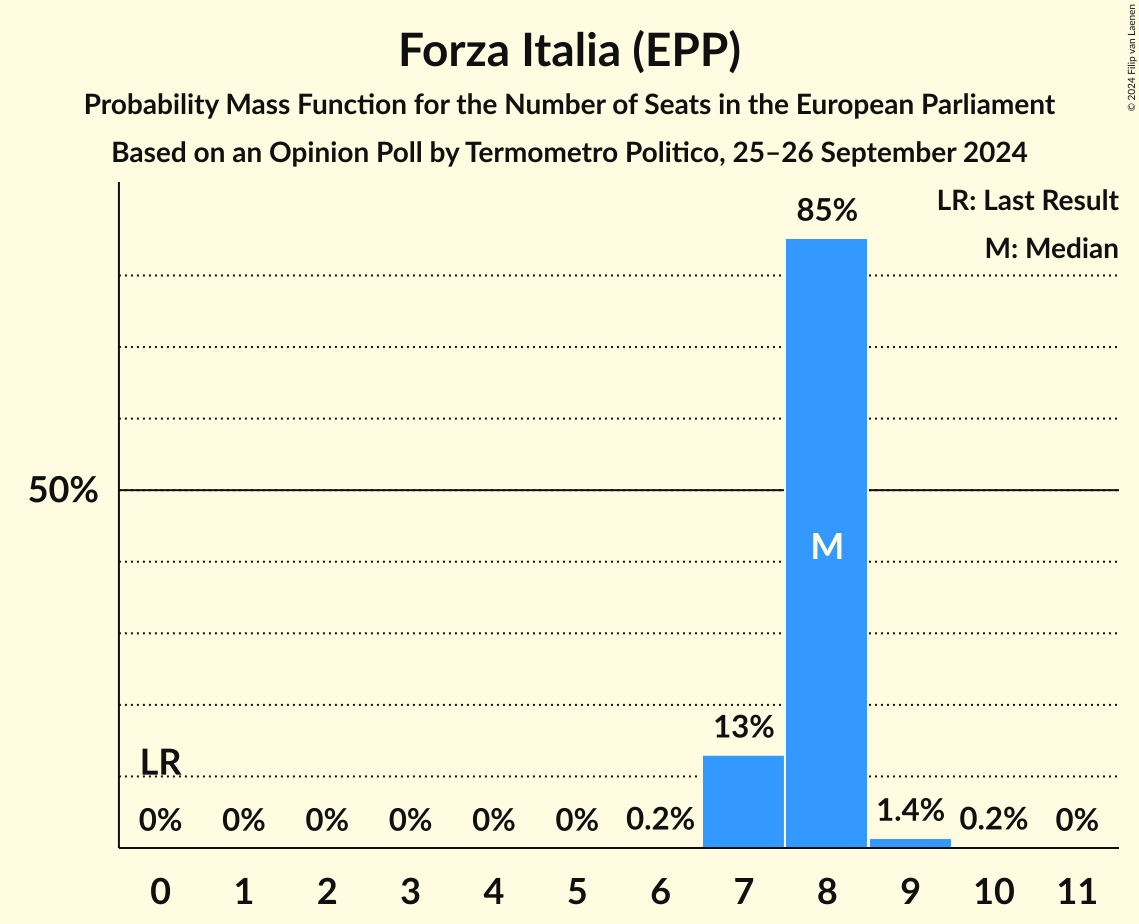 Forza Italia (EPP)
Probability Mass Function for the Number of Seats in the European Parliament
Based on an Opinion Poll by Termometro Politico, 25–26 September 2024
© 2024 Filip van Laenen
LR: Last Result
M: Median
85%
50%
M
13%
LR
0% 0% 0% 0% 0% 0% 0.2% 1.4% 0.2% 0%
0 1 2 3 4 5 6 7 8 9 10 11